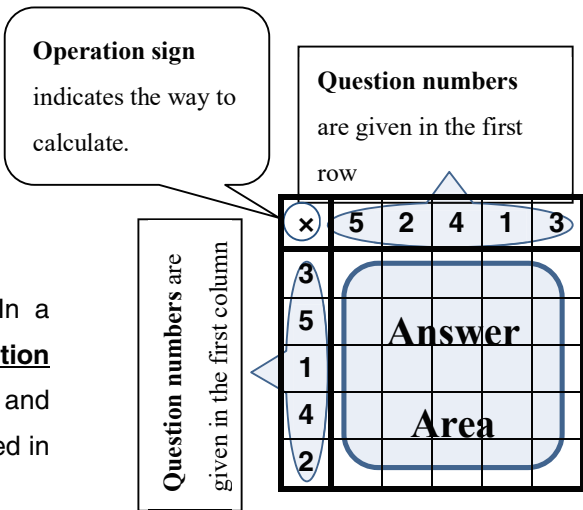 Operation sign
indicates the way to
calculate.
Question numbers
are given in the first
row
× 5 2 4 1 3
3
5
1
4
2
Answer
Area
Question numbers are
given in the first column
In a
tion
and
ed in